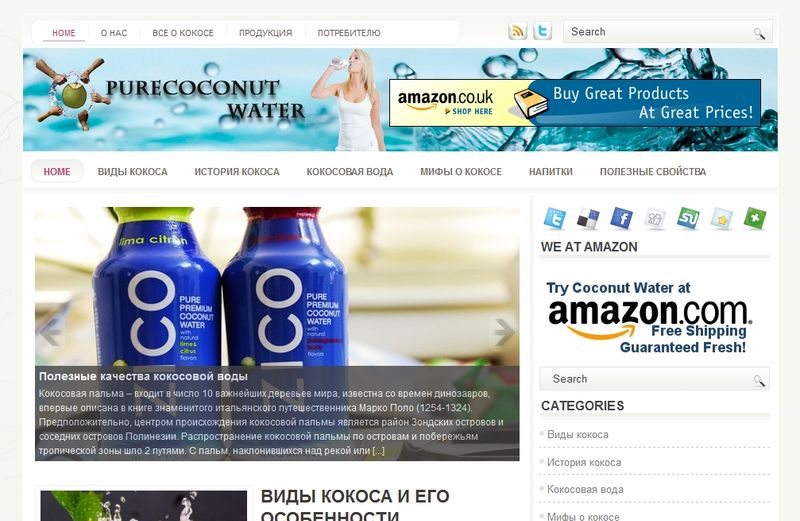 HOME
О НАС
ВСЕ О КОКОСЕ
ПРОДУКЦИЯ
ПОТРЕБИТЕЛЮ
Search
PURECOCONUT
WATER
amazon.co.uk
SHOP HERE
Buy Great Products
At Great Prices!
HOME
ВИДЫ КОКОСА
ИСТОРИЯ КОКОСА
КОКОСОВАЯ ВОДА
МИФЫ О КОКОСЕ
НАПИТКИ
ПОЛЕЗНЫЕ СВОЙСТВА
lima citron
ZICO
PURE
PREMIUM
COCONUT
WATER
with
natural
lime&
citrus
flavors
ZICO
PURE
PREMIUM
COCONUT
WATER
with
natural
pomegranate
berry
flavors
Полезные качества кокосовой воды
Кокосовая пальма – входит в число 10 важнейших деревьев мира, известна со времен динозавров,
впервые описана в книге знаменитого итальянского путешественника Марко Поло (1254-1324).
Предположительно, центром происхождения кокосовой пальмы является район Зондских островов и
соседних островов Полинезии. Распространение кокосовой пальмы по островам и побережьям
тропической зоны шло 2 путями. С пальм, наклонившихся над рекой или [...]
WE AT AMAZON
Try Coconut Water at
amazon.com
Free Shipping
Guaranteed Fresh!
Search
CATEGORIES
Виды кокоса
История кокоса
Кокосовая вода
Мифы о кокосе
ВИДЫ КОКОСА И ЕГО
ОСОБЕННОСТИ